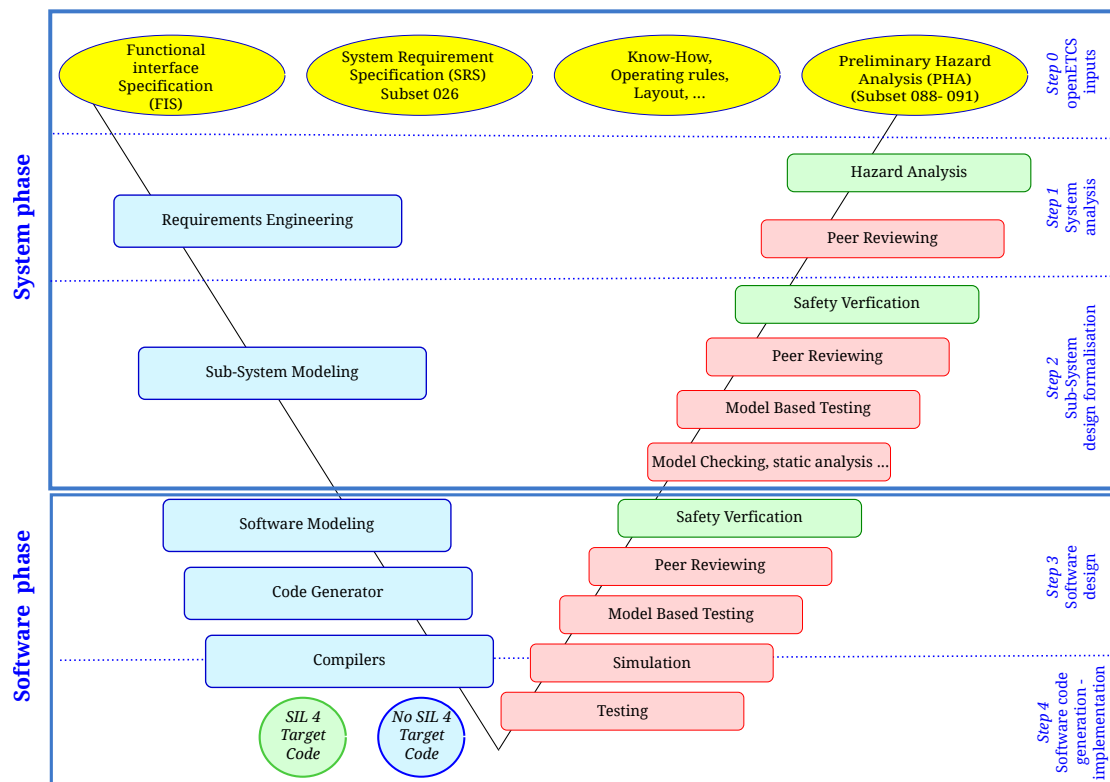 System phase
Functional
interface
Specification
(FIS)
System Requirement
Specification (SRS)
Subset 026
Know-How,
Operating rules,
Layout, ...
Preliminary Hazard
Analysis (PHA)
(Subset 088- 091)
Step 0
openETCS
inputs
Hazard Analysis
Requirements Engineering
Peer Reviewing
Step 1
System
analysis
Safety Verfication
Peer Reviewing
Sub-System Modeling
Model Based Testing
Model Checking, static analysis ...
Step 2
Sub-System
design formalisation
Software phase
Software Modeling
Safety Verfication
Peer Reviewing
Code Generator
Model Based Testing
Step 3
Software
design
Compilers
Simulation
Testing
SIL 4
Target
Code
No SIL 4
Target
Code
Step 4
Software code
generation -
implementation